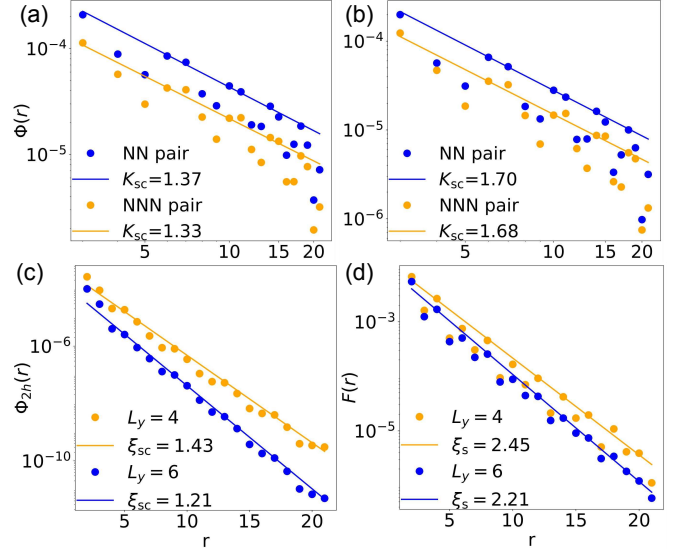 (a)
10⁻⁴
10⁻⁵
Φ(r)
NN pair
K_sc=1.37
NNN pair
K_sc=1.33
5 10 15 20
(b)
10⁻⁴
10⁻⁵
10⁻⁶
NN pair
K_sc=1.70
NNN pair
K_sc=1.68
5 10 15 20
(c)
10⁻⁶
10⁻¹⁰
Φ_2h(r)
L_y = 4
ξ_sc = 1.43
L_y = 6
ξ_sc = 1.21
5 10 15 20
r
(d)
10⁻³
10⁻⁵
F(r)
L_y = 4
ξ_s = 2.45
L_y = 6
ξ_s = 2.21
5 10 15 20
r